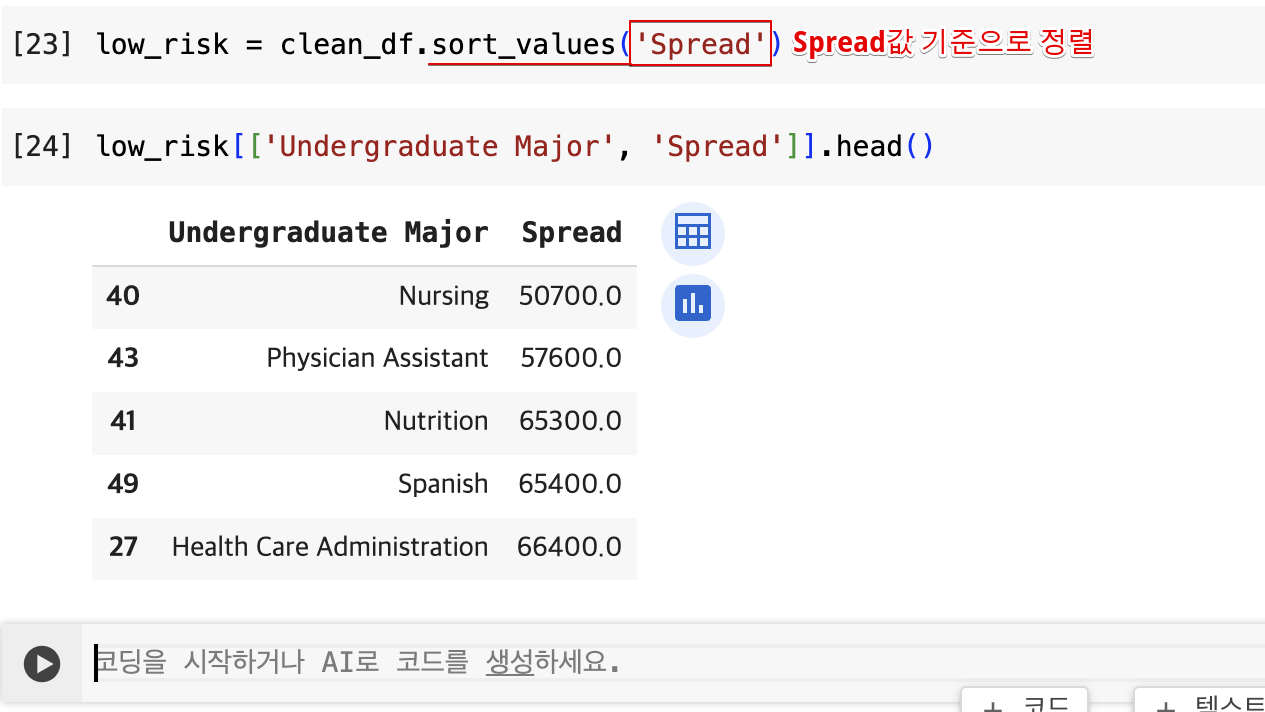 [23] low_risk = clean_df.sort_values('Spread') Spread값 기준으로 정렬
[24] low_risk[['Undergraduate Major', 'Spread']].head()
Undergraduate Major Spread
40 Nursing 50700.0
43 Physician Assistant 57600.0
41 Nutrition 65300.0
49 Spanish 65400.0
27 Health Care Administration 66400.0
코딩을 시작하거나 AI로 코드를 생성하세요.
+ 코드 + 텍스트